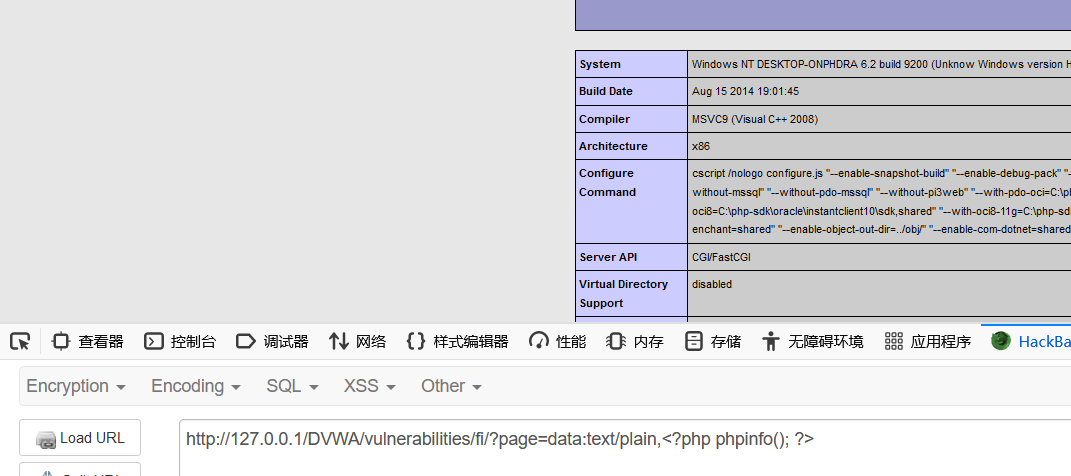 System Windows NT DESKTOP-ONPHDRA 6.2 build 9200 (Unknow Windows version
Build Date Aug 15 2014 19:01:45
Compiler MSVC9 (Visual C++ 2008)
Architecture x86
Configure cscript /nologo configure.js "--enable-snapshot-build" "--enable-debug-pack"
Command without-mssql" "--without-pdo-mssql" "--without-pi3web" "--with-pdo-oci=C:\
oci8=C:\php-sdk\oracle\instantclient10\sdk,shared" "--with-oci8-11g=C:\php-sd
enchant=shared" "--enable-object-out-dir=../obj/" "--enable-com-dotnet=shared
Server API CGI/FastCGI
Virtual Directory disabled
Support
查看器 控制台 调试器 网络 样式编辑器 性能 内存 存储 无障碍环境 应用程序 HackBa
Encryption Encoding SQL XSS Other
Load URL http://127.0.0.1/DVWA/vulnerabilities/fi/?page=data:text/plain,<?php phpinfo(); ?>